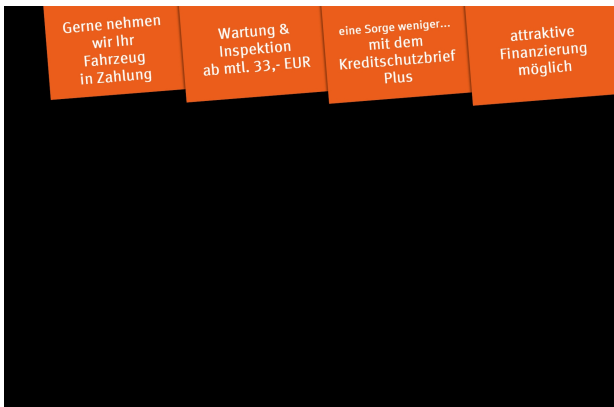 Gerne nehmen
wir Ihr
Fahrzeug
in Zahlung
Wartung &
Inspektion
ab mtl. 33,- EUR
eine Sorge weniger...
mit dem
Kreditschutzbrief
Plus
attraktive
Finanzierung
möglich